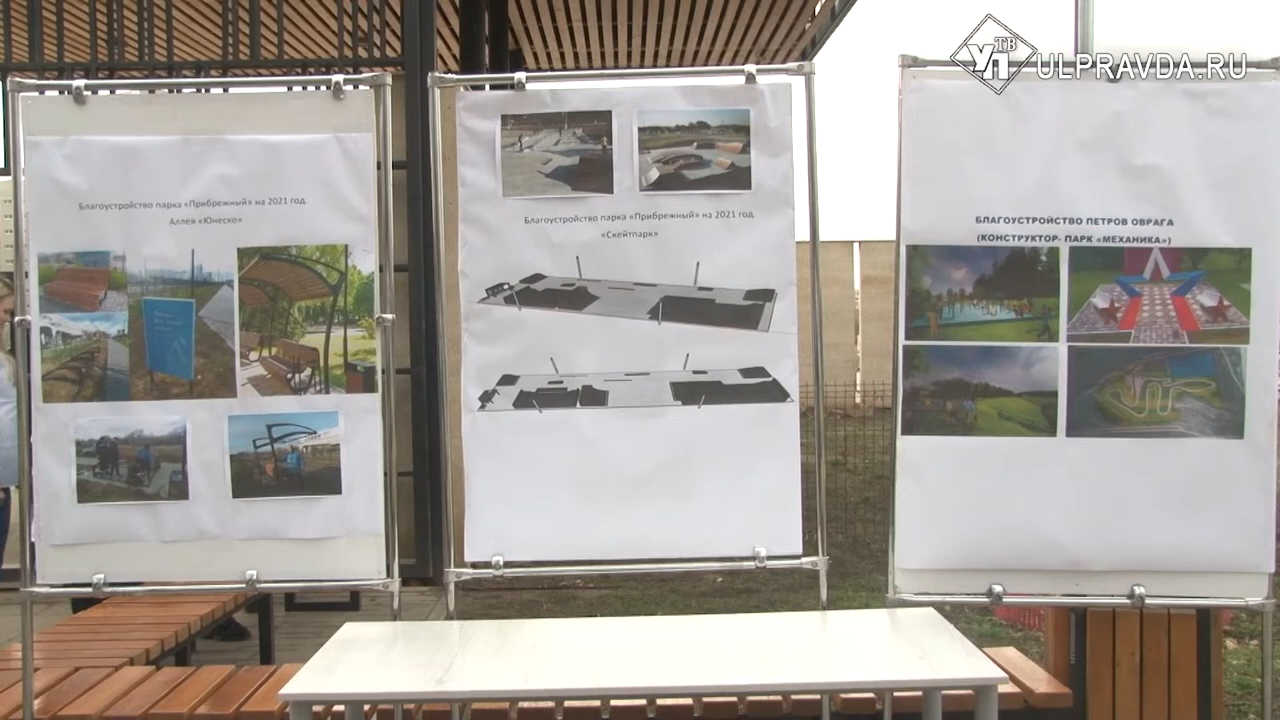 УП ТВ ULPRAVDA.RU
Благоустройство парка «Прибрежный» на 2021 год.
Аллея «Юнеско»
Благоустройство парка «Прибрежный» на 2021 год.
«Скейтпарк»
БЛАГОУСТРОЙСТВО ПЕТРОВ ОВРАГА
(КОНСТРУКТОР- ПАРК «МЕХАНИКА»)